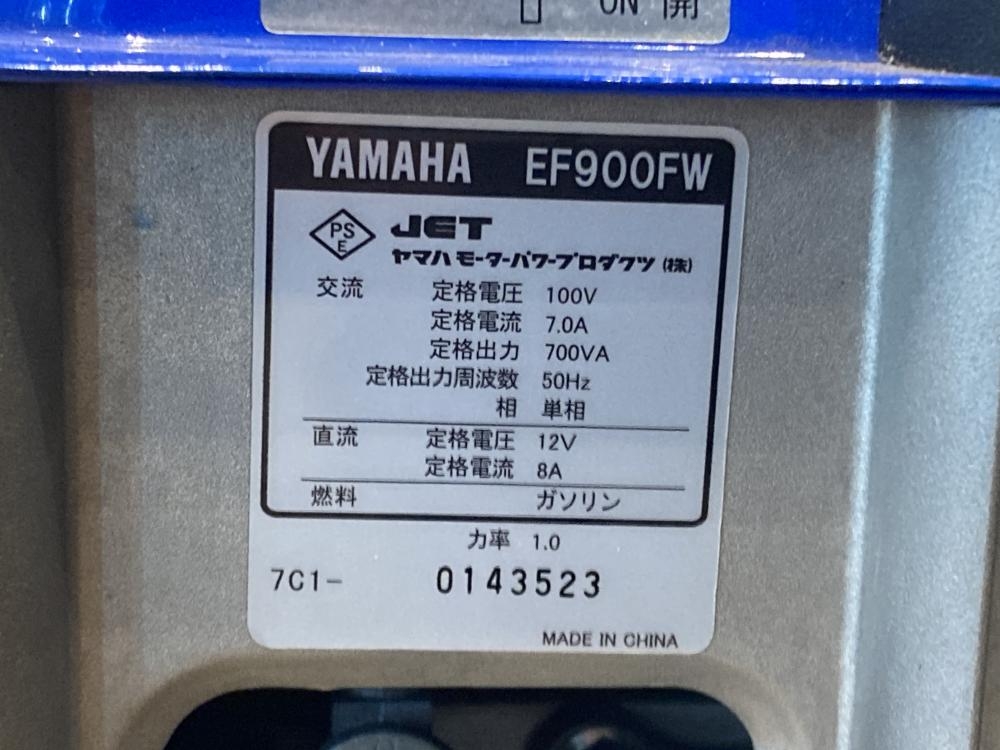 ON 開
YAMAHA EF900FW
PS E JET
ヤマハモーターパワープロダクツ(株)
交流 定格電圧 100V
定格電流 7.0A
定格出力 700VA
定格出力周波数 50Hz
相 単相
直流 定格電圧 12V
定格電流 8A
燃料 ガソリン
力率 1.0
7C1- 0143523
MADE IN CHINA